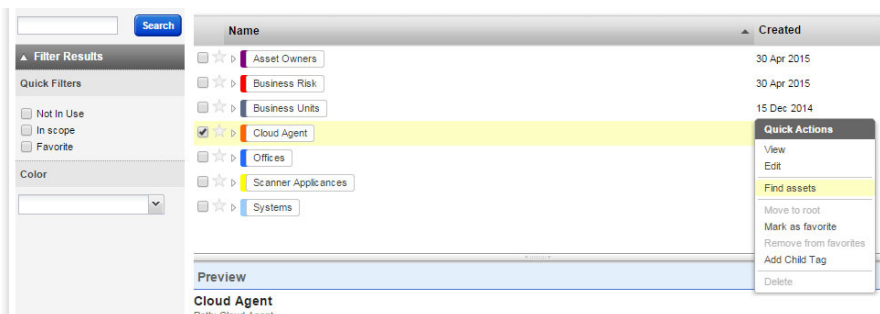 Search
Name
Created
Filter Results
Quick Filters
Not In Use
In scope
Favorite
Color
Asset Owners
30 Apr 2015
Business Risk
30 Apr 2015
Business Units
15 Dec 2014
Cloud Agent
Offices
Scanner Applicances
Systems
Quick Actions
View
Edit
Find assets
Move to root
Mark as favorite
Remove from favorites
Add Child Tag
Delete
Preview
Cloud Agent